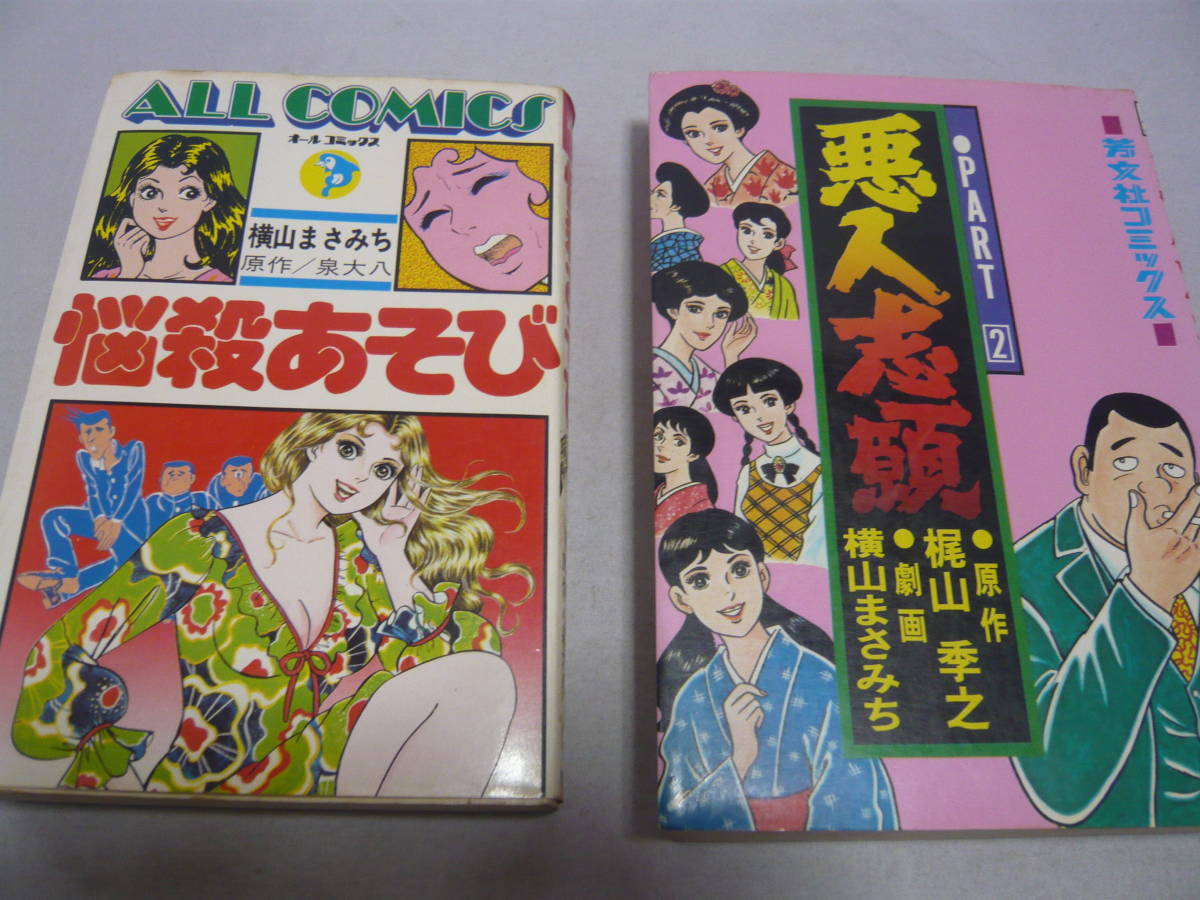 ALL COMICS
オールコミックス
横山まさみち
原作／泉大八
悩殺あそび
芳文社コミックス
●PART 2
悪人志願
●原作
梶山季之
●劇画
横山まさみち